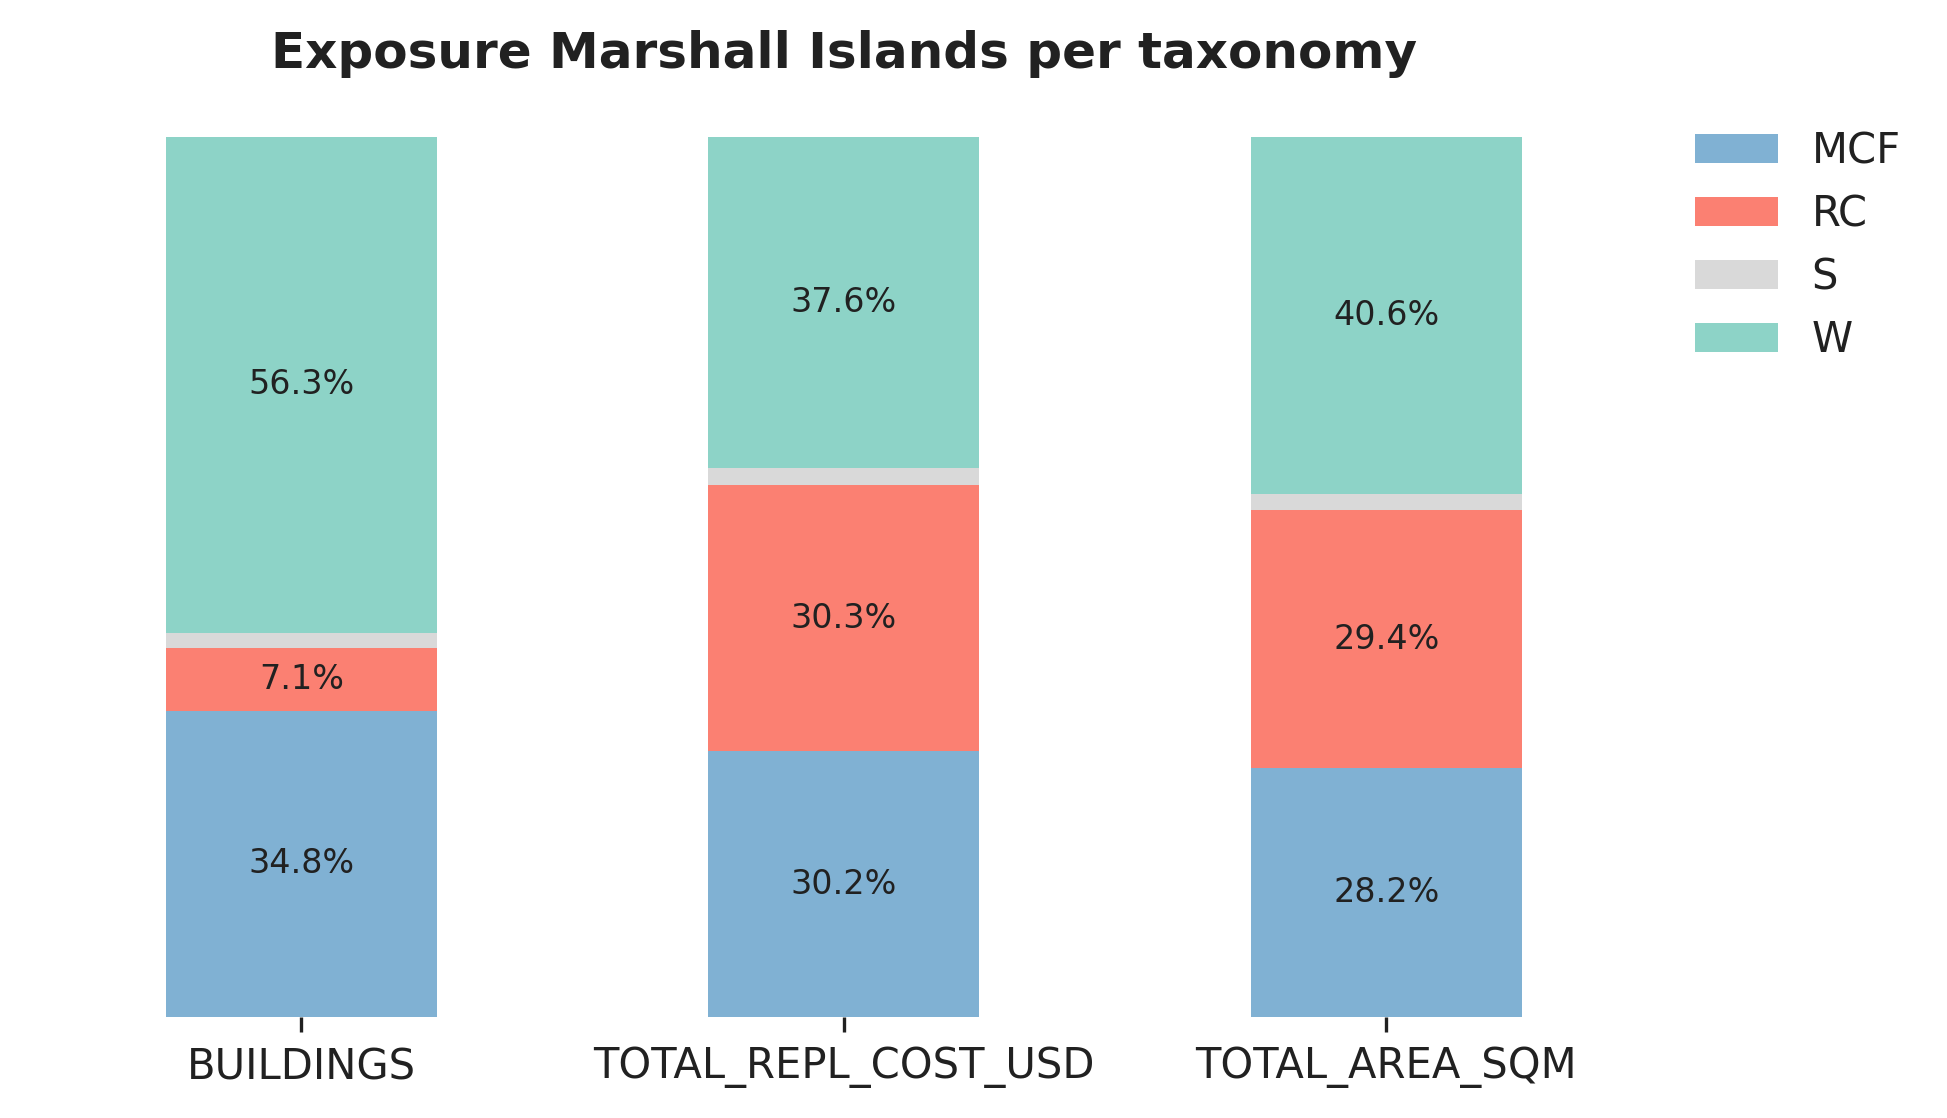 Exposure Marshall Islands per taxonomy
MCF
RC
S
W
56.3%
7.1%
34.8%
37.6%
30.3%
30.2%
40.6%
29.4%
28.2%
BUILDINGS
TOTAL_REPL_COST_USD
TOTAL_AREA_SQM